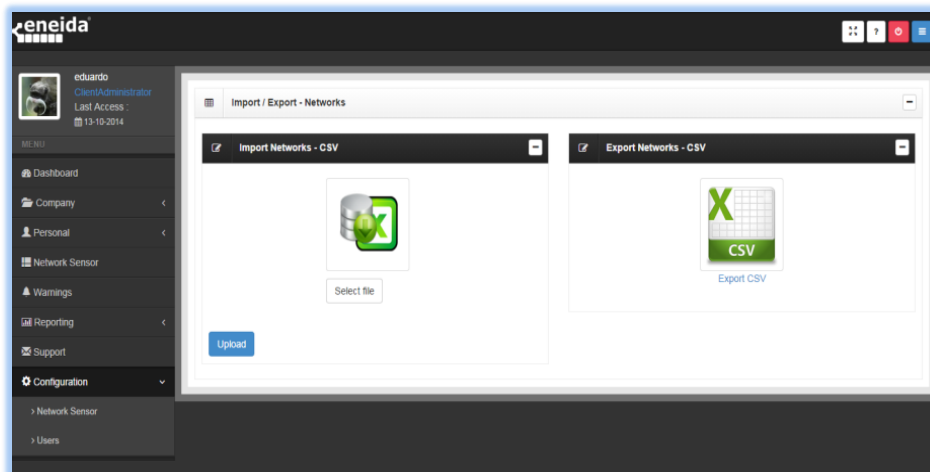 eneida
?
eduardo
ClientAdministrator
Last Access :
13-10-2014
MENU
Dashboard
Company
Personal
Network Sensor
Warnings
Reporting
Support
Configuration
> Network Sensor
> Users
Import / Export - Networks
Import Networks - CSV
X
Select file
Upload
Export Networks - CSV
X
CSV
Export CSV